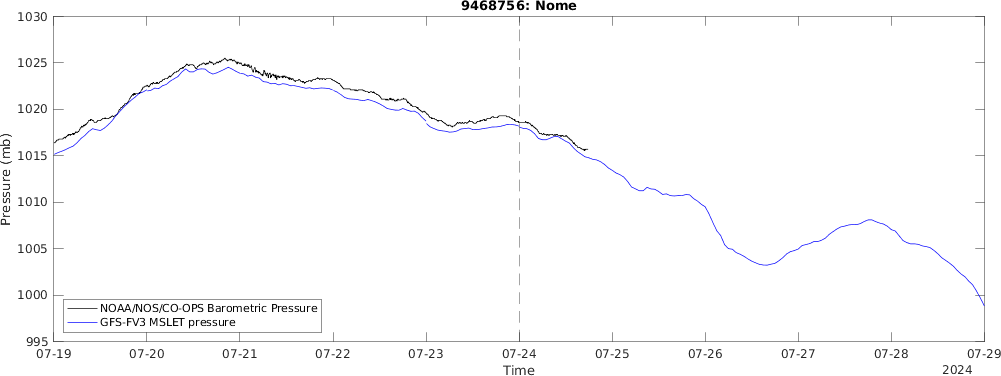 9468756: Nome
1030
1025
1020
1015
1010
1005
1000
995
Pressure (mb)
NOAA/NOS/CO-OPS Barometric Pressure
GFS-FV3 MSLET pressure
07-19 07-20 07-21 07-22 07-23 07-24 07-25 07-26 07-27 07-28 07-29
Time
2024